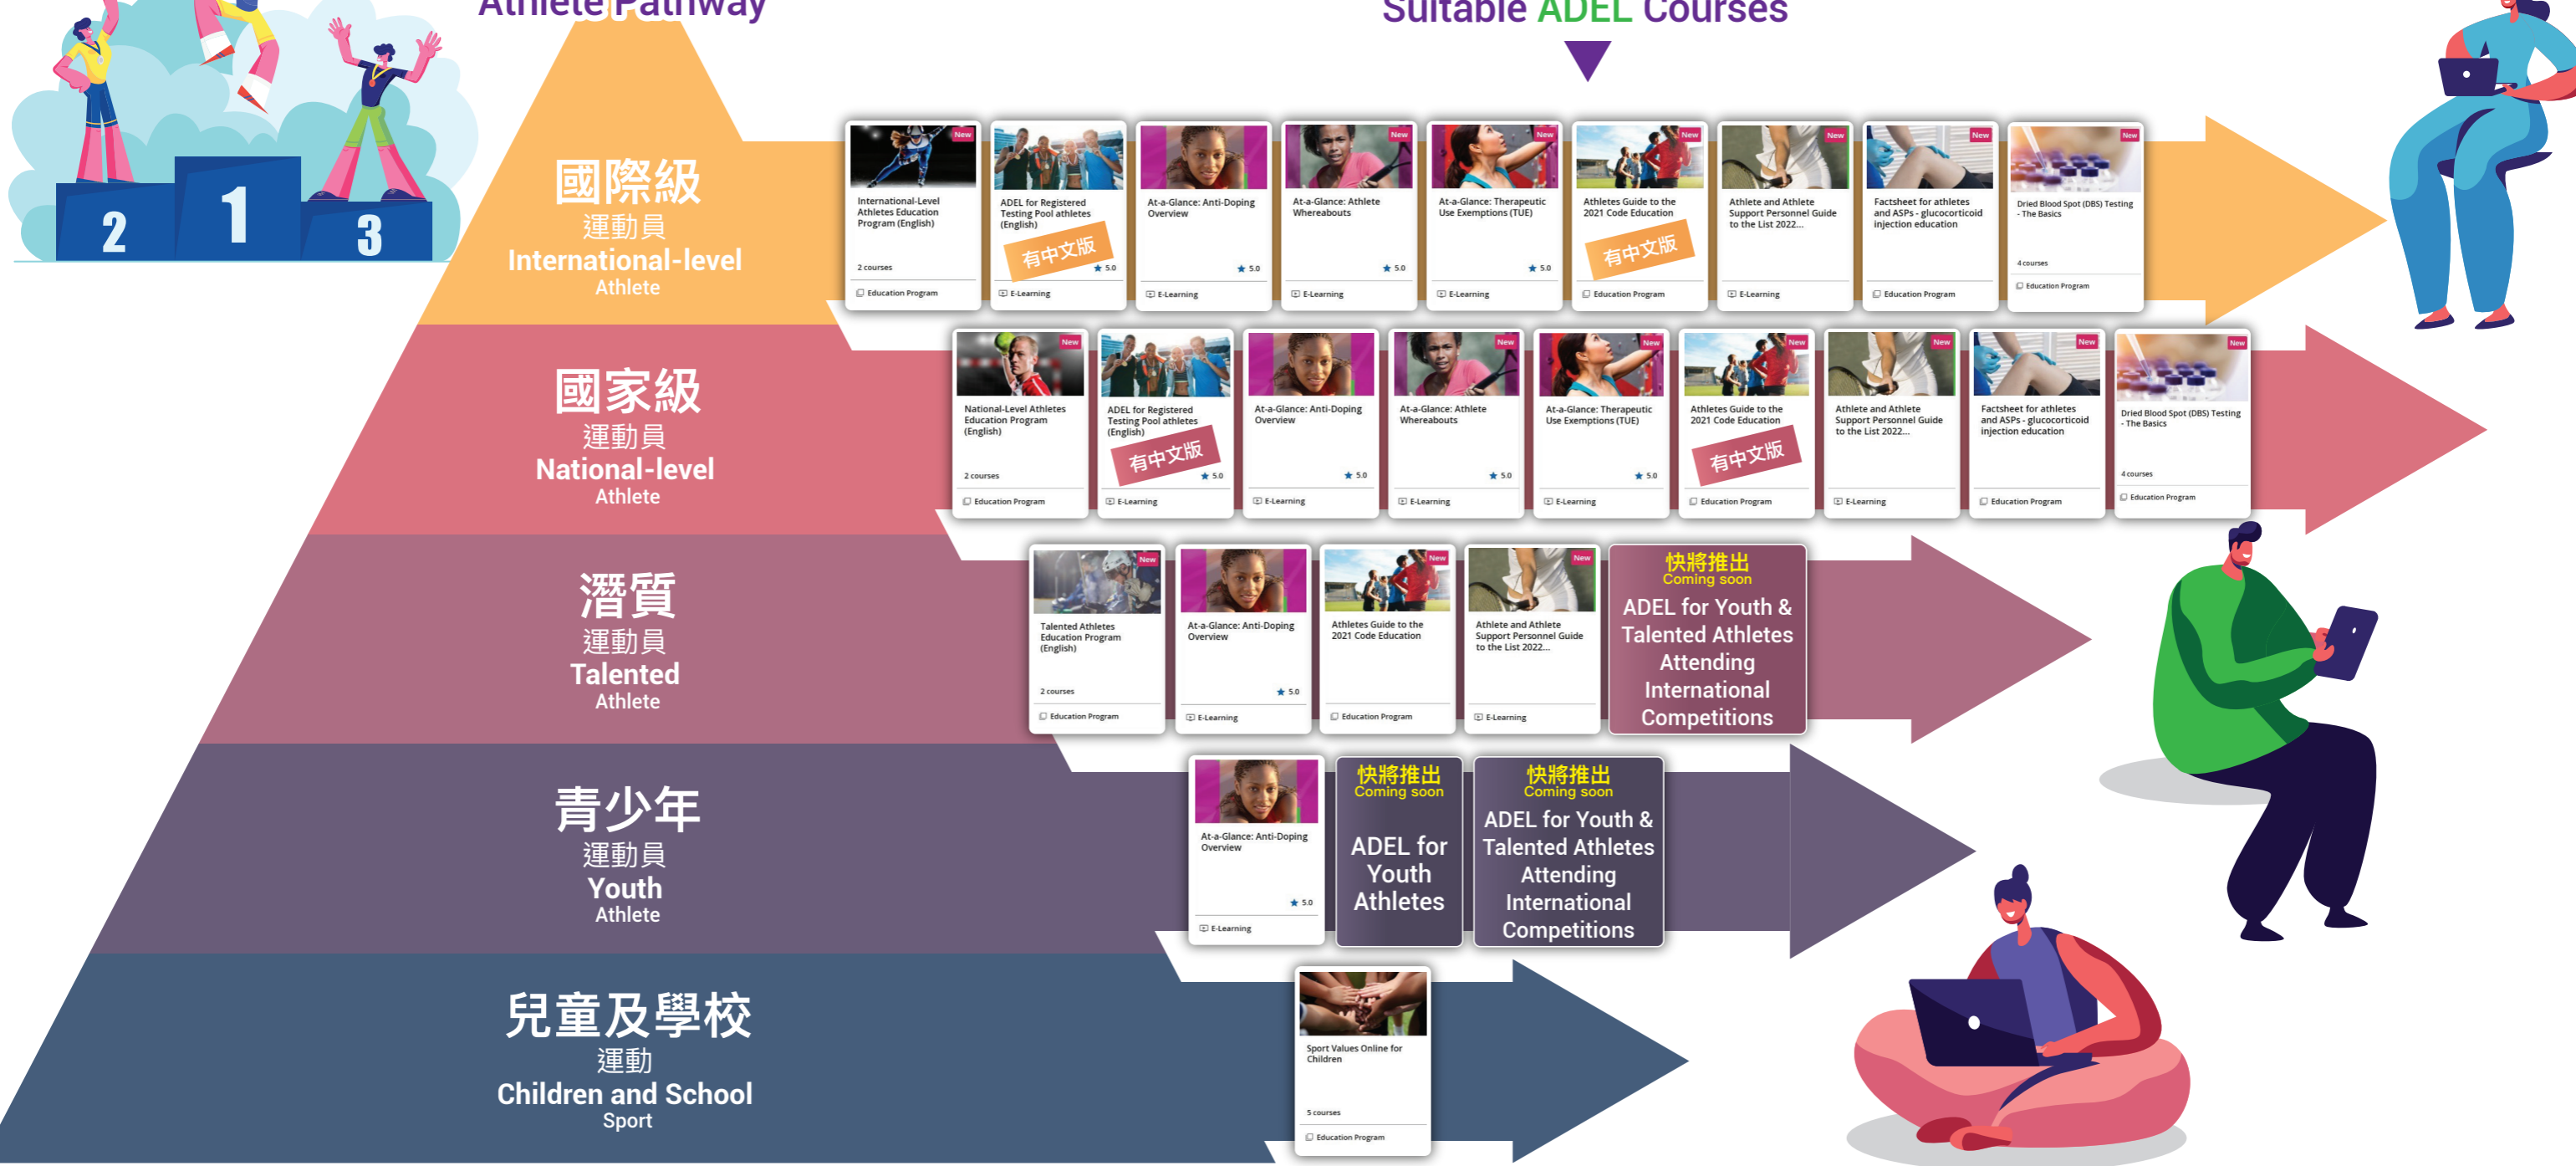 Athlete Pathway
Suitable ADEL Courses
2
1
3
國際級
運動員
International-level
Athlete
New
International-Level
Athletes Education
Program (English)
2 courses
Education Program
ADEL for Registered
Testing Pool athletes
(English)
有中文版
5.0
E-Learning
At-a-Glance: Anti-Doping
Overview
5.0
E-Learning
New
At-a-Glance: Athlete
Whereabouts
5.0
E-Learning
New
At-a-Glance: Therapeutic
Use Exemptions (TUE)
5.0
E-Learning
New
Athletes Guide to the
2021 Code Education
有中文版
Education Program
New
Athlete and Athlete
Support Personnel Guide
to the List 2022...
E-Learning
New
Factsheet for athletes
and ASPs - glucocorticoid
injection education
Education Program
New
Dried Blood Spot (DBS) Testing
- The Basics
4 courses
Education Program
國家級
運動員
National-level
Athlete
New
National-Level Athletes
Education Program
(English)
2 courses
Education Program
ADEL for Registered
Testing Pool athletes
(English)
有中文版
5.0
E-Learning
At-a-Glance: Anti-Doping
Overview
5.0
E-Learning
New
At-a-Glance: Athlete
Whereabouts
5.0
E-Learning
New
At-a-Glance: Therapeutic
Use Exemptions (TUE)
5.0
E-Learning
New
Athletes Guide to the
2021 Code Education
有中文版
Education Program
New
Athlete and Athlete
Support Personnel Guide
to the List 2022...
E-Learning
New
Factsheet for athletes
and ASPs - glucocorticoid
injection education
Education Program
New
Dried Blood Spot (DBS) Testing
- The Basics
4 courses
Education Program
潛質
運動員
Talented
Athlete
New
Talented Athletes
Education Program
(English)
2 courses
Education Program
At-a-Glance: Anti-Doping
Overview
5.0
E-Learning
New
Athletes Guide to the
2021 Code Education
Education Program
New
Athlete and Athlete
Support Personnel Guide
to the List 2022...
E-Learning
快將推出
Coming soon
ADEL for Youth &
Talented Athletes
Attending
International
Competitions
青少年
運動員
Youth
Athlete
At-a-Glance: Anti-Doping
Overview
5.0
E-Learning
快將推出
Coming soon
ADEL for
Youth
Athletes
快將推出
Coming soon
ADEL for Youth &
Talented Athletes
Attending
International
Competitions
兒童及學校
運動
Children and School
Sport
Sport Values Online for
Children
5 courses
Education Program